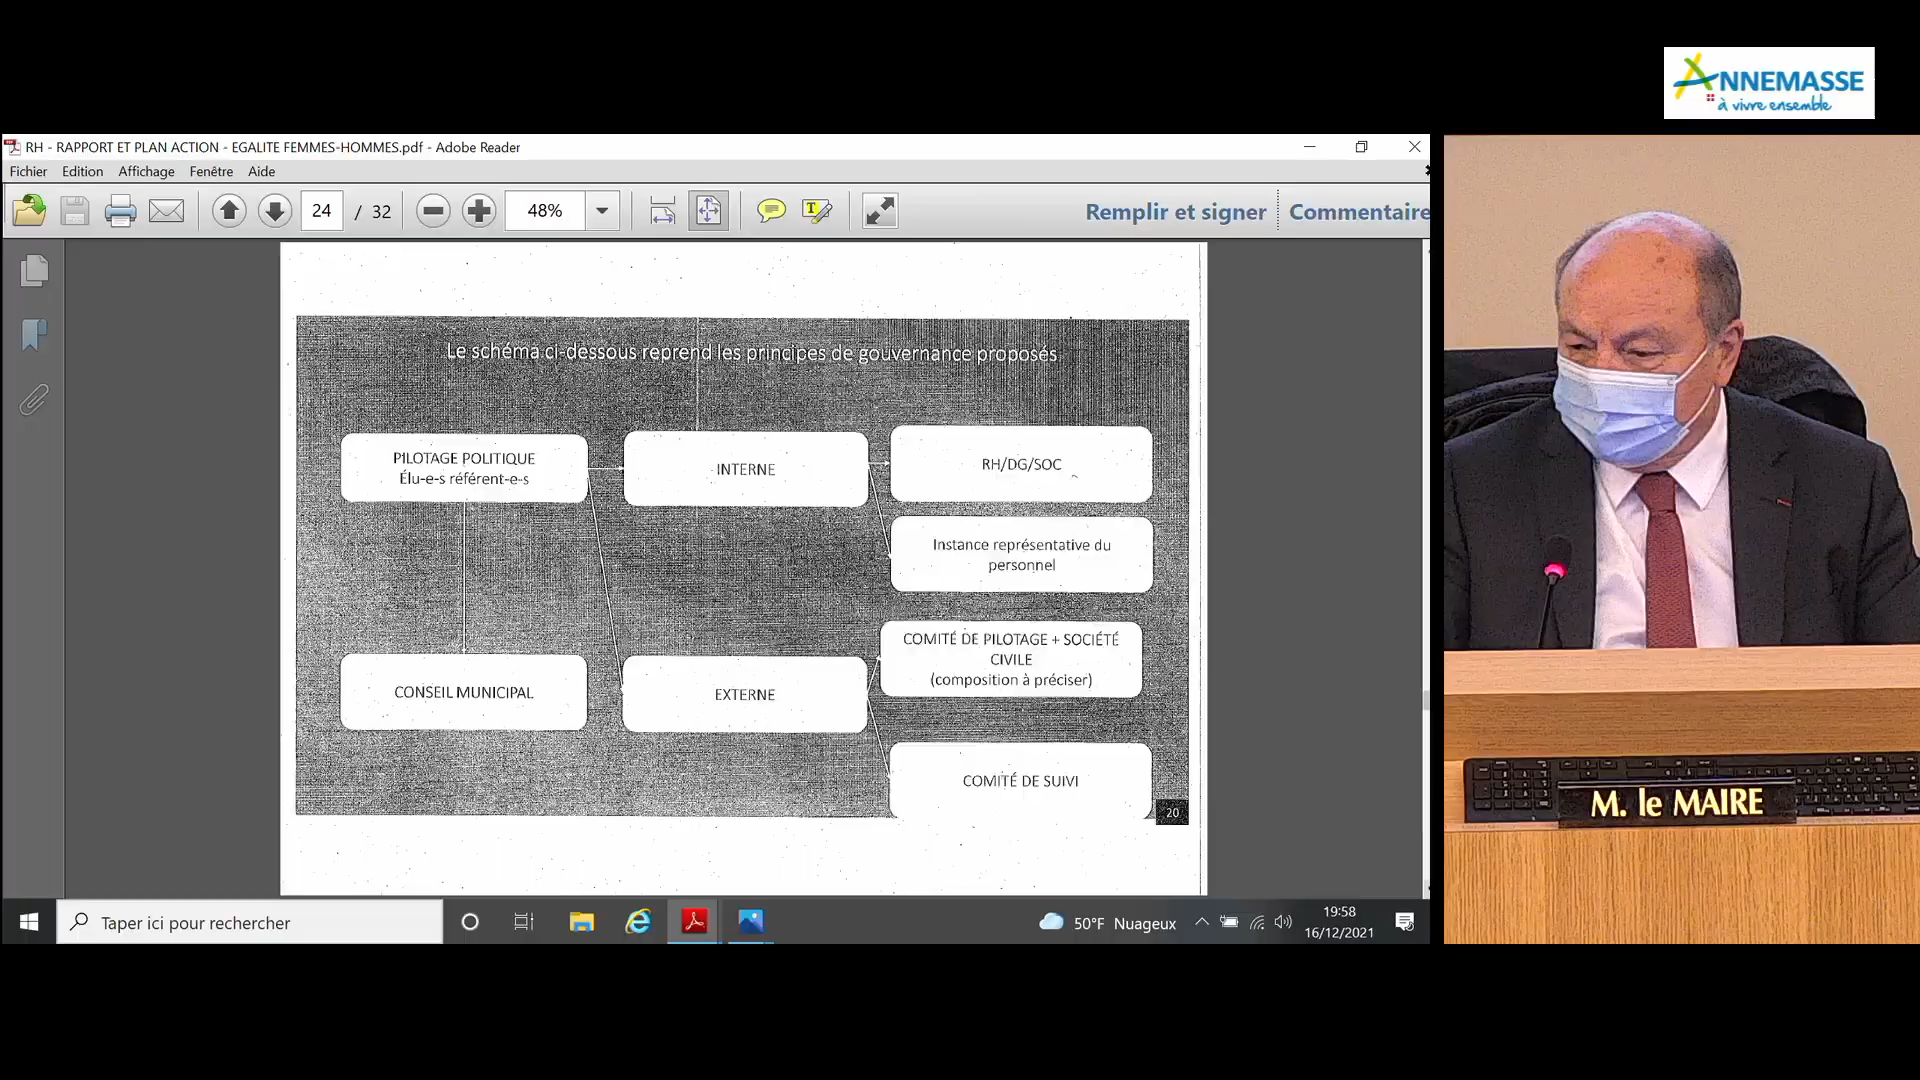 ANNEMASSE
à vivre ensemble
RH - RAPPORT ET PLAN ACTION - EGALITE FEMMES-HOMMES.pdf - Adobe Reader
Fichier Edition Affichage Fenêtre Aide
24 / 32 48% Remplir et signer Commentaire
Le schéma ci-dessous reprend les principes de gouvernance proposés
PILOTAGE POLITIQUE
Élu-e-s référent-e-s
INTERNE
RH/DG/SOC
Instance représentative du
personnel
COMITÉ DE PILOTAGE + SOCIÉTÉ
CIVILE
(composition à préciser)
CONSEIL MUNICIPAL
EXTERNE
COMITÉ DE SUIVI
20
M. le MAIRE
Taper ici pour rechercher
50°F Nuageux
19:58
16/12/2021